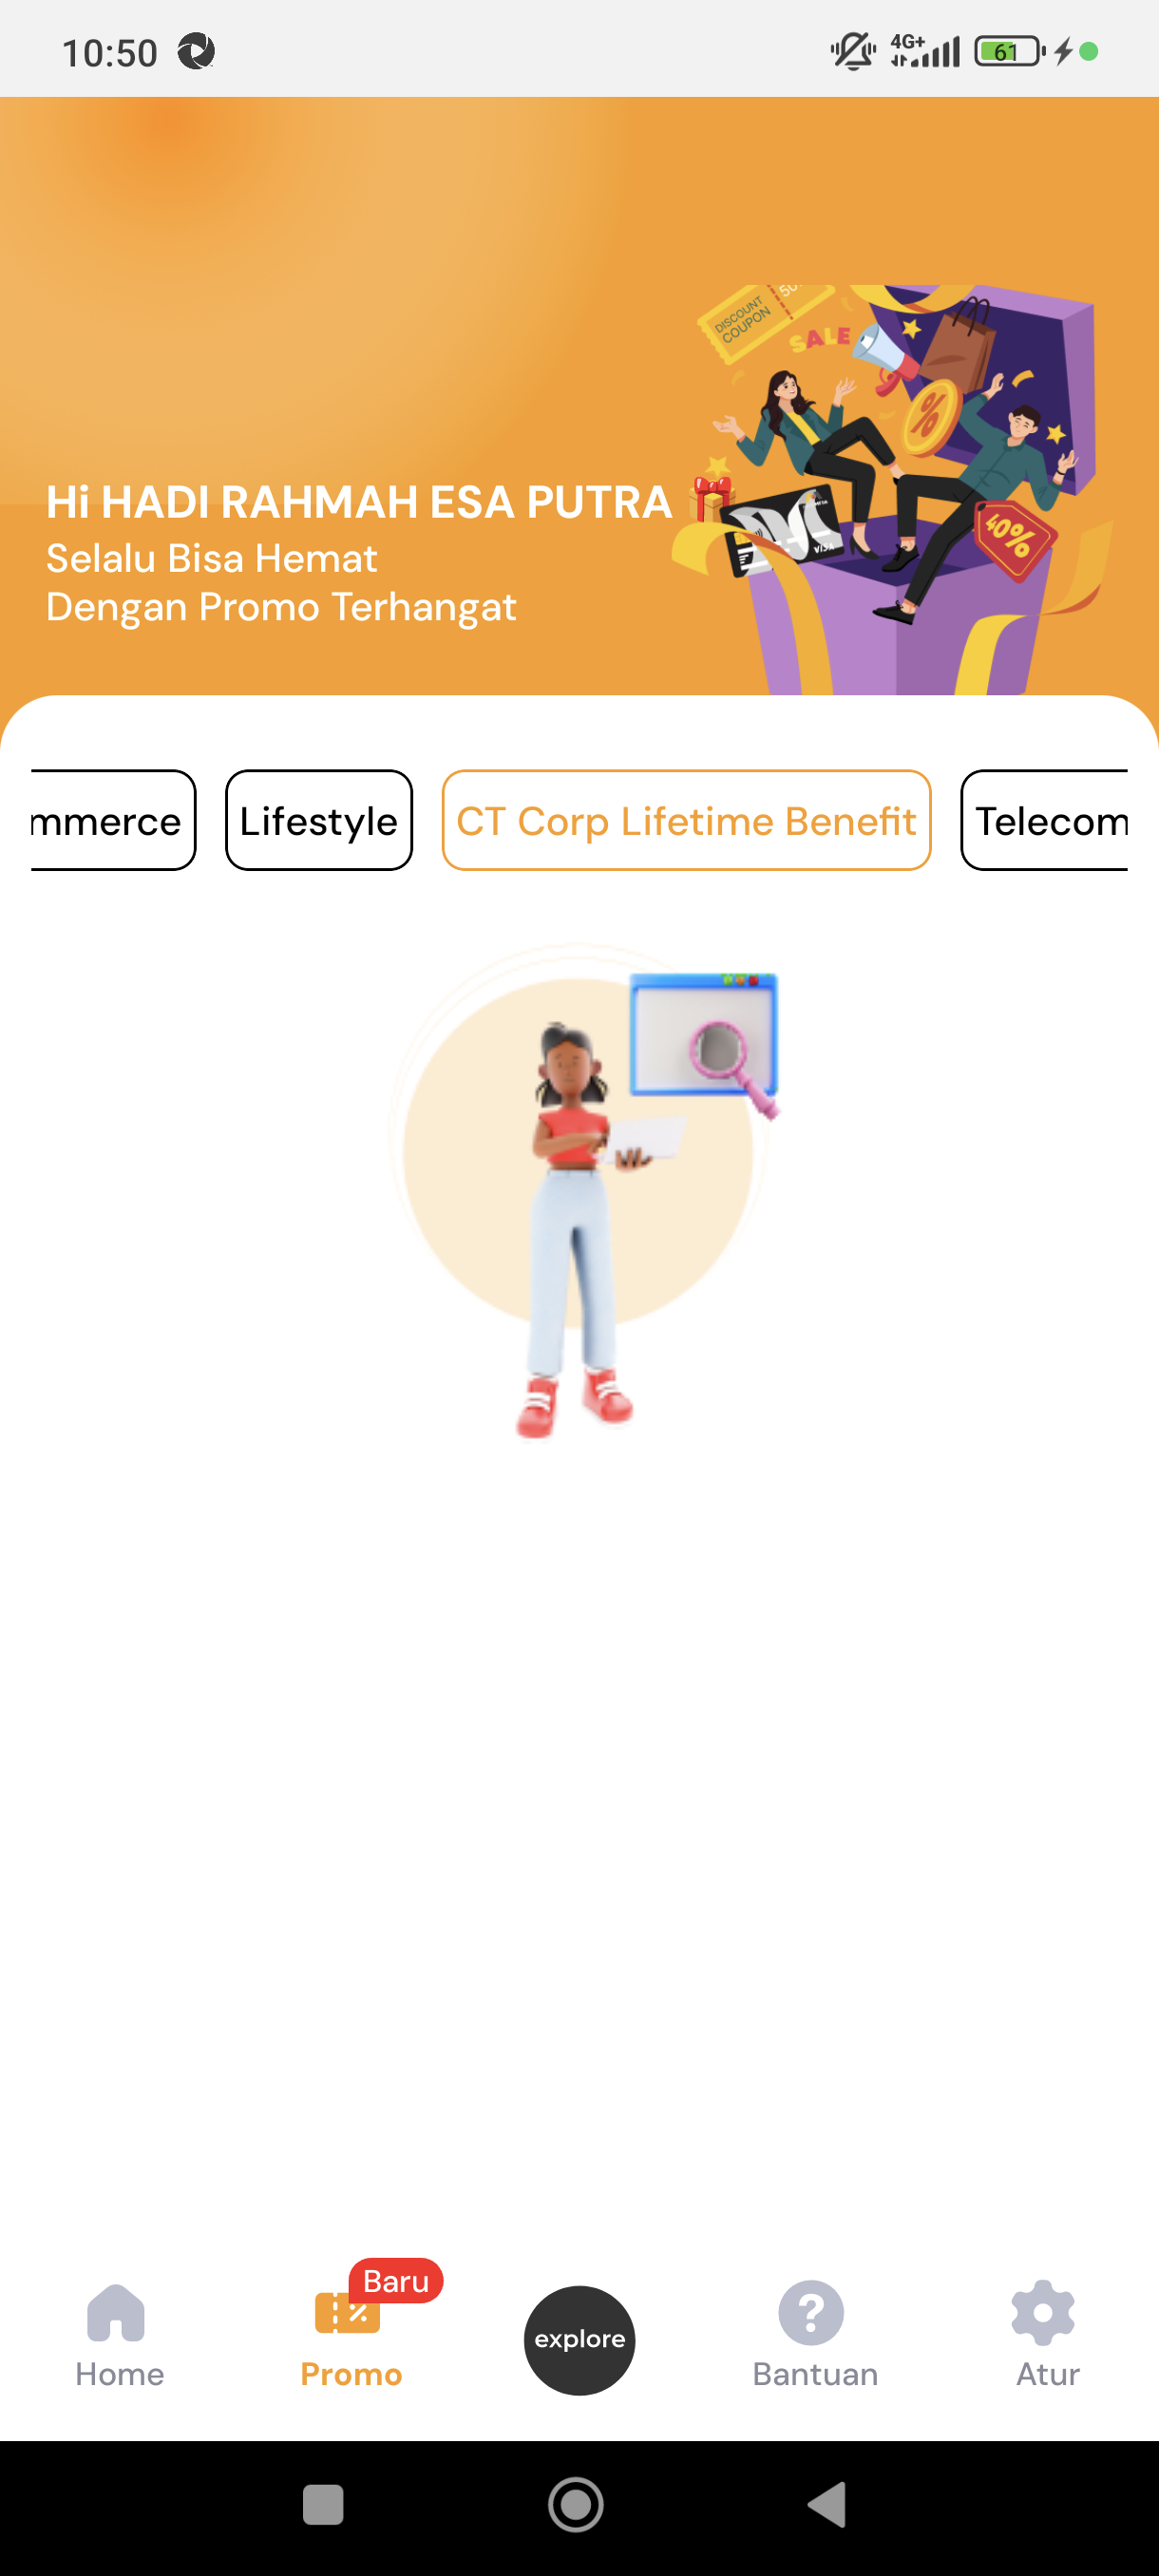 10:50
4G+
61
DISCOUNT
COUPON
SALE
%
40%
VISA
Hi HADI RAHMAH ESA PUTRA
Selalu Bisa Hemat
Dengan Promo Terhangat
mmerce
Lifestyle
CT Corp Lifetime Benefit
Telecom
Baru
explore
Home
Promo
Bantuan
Atur